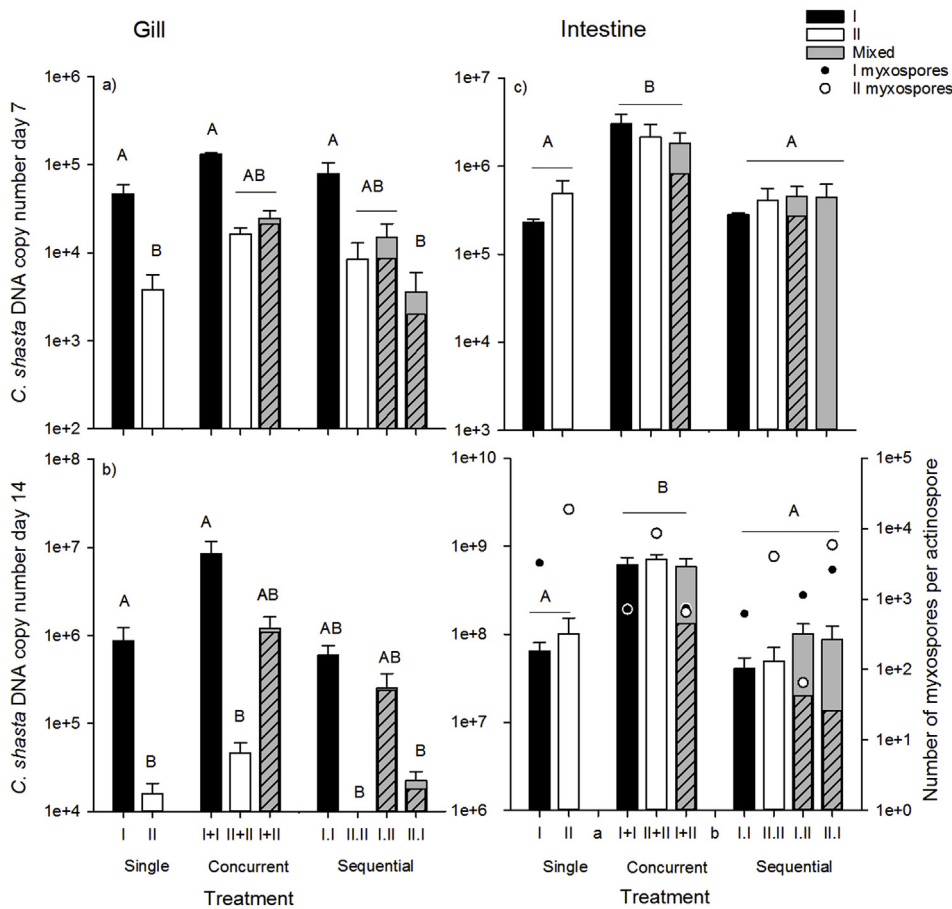 Gill
Intestine
I
II
Mixed
I myxospores
II myxospores
C. shasta DNA copy number day 7
a)
1e+6
1e+5
1e+4
1e+3
1e+2
A
B
A
AB
A
AB
B
c)
1e+7
1e+6
1e+5
1e+4
1e+3
A
B
A
C. shasta DNA copy number day 14
b)
1e+8
1e+7
1e+6
1e+5
1e+4
A
B
A
B
AB
AB
B
AB
B
I II I+I II+II I+II I.I II.II I.II II.I
Single Concurrent Sequential
Treatment
1e+10
1e+9
1e+8
1e+7
1e+6
A
B
A
1e+5
1e+4
1e+3
1e+2
1e+1
1e+0
Number of myxospores per actinospore
I II a I+I II+II I+II b I.I II.II I.II II.I
Single Concurrent Sequential
Treatment